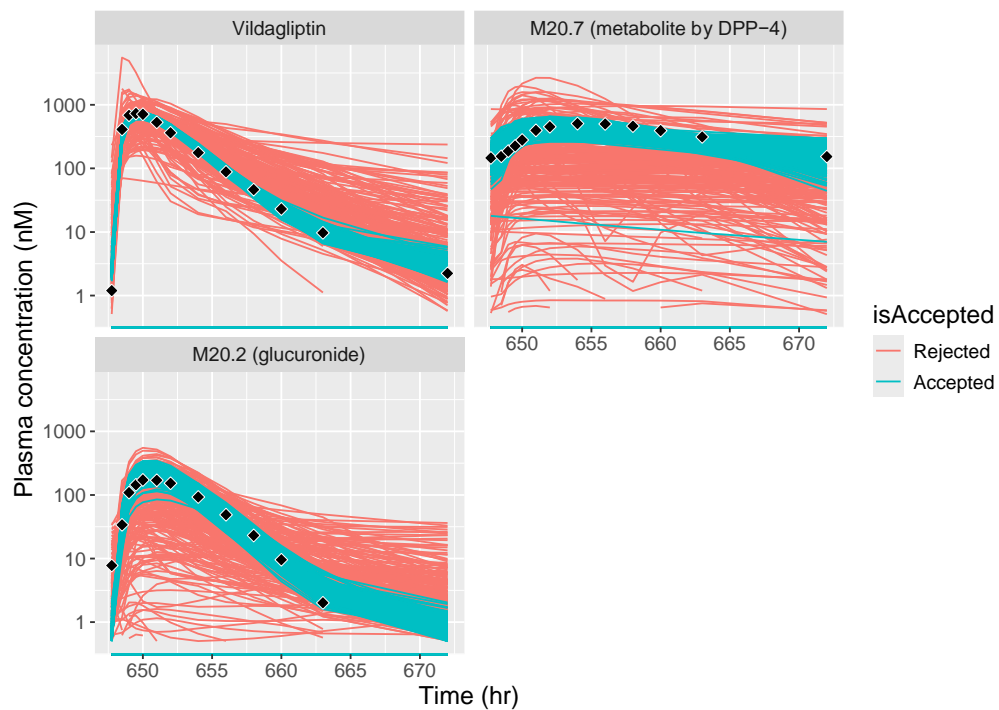 Vildagliptin
M20.7 (metabolite by DPP−4)
1000
100
10
1
650 655 660 665 670
M20.2 (glucuronide)
1000
100
10
1
650 655 660 665 670
Plasma concentration (nM)
Time (hr)
isAccepted
Rejected
Accepted